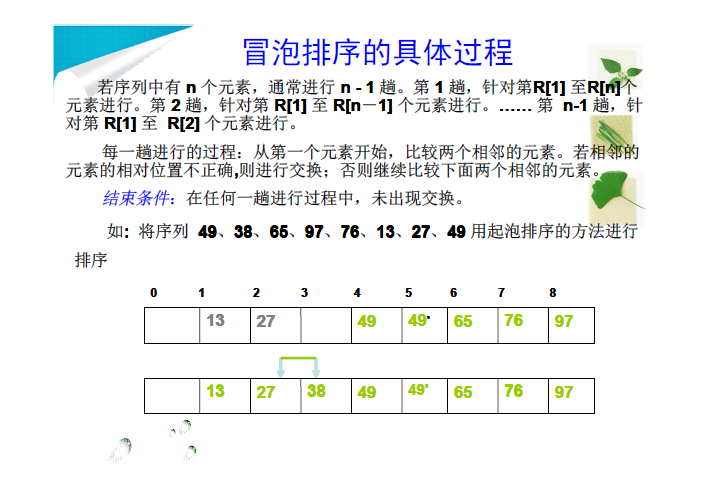 冒泡排序的具体过程
若序列中有 n 个元素，通常进行 n - 1 趟。第 1 趟，针对第R[1] 至R[n]个
元素进行。第 2 趟，针对第 R[1] 至 R[n－1] 个元素进行。…… 第 n-1 趟，针
对第 R[1] 至 R[2] 个元素进行。
每一趟进行的过程：从第一个元素开始，比较两个相邻的元素。若相邻的
元素的相对位置不正确,则进行交换；否则继续比较下面两个相邻的元素。
结束条件：在任何一趟进行过程中，未出现交换。
如: 将序列 49、38、65、97、76、13、27、49 用起泡排序的方法进行
排序
0 1 2 3 4 5 6 7 8
13 27 49 49· 65 76 97
13 27 38 49 49' 65 76 97